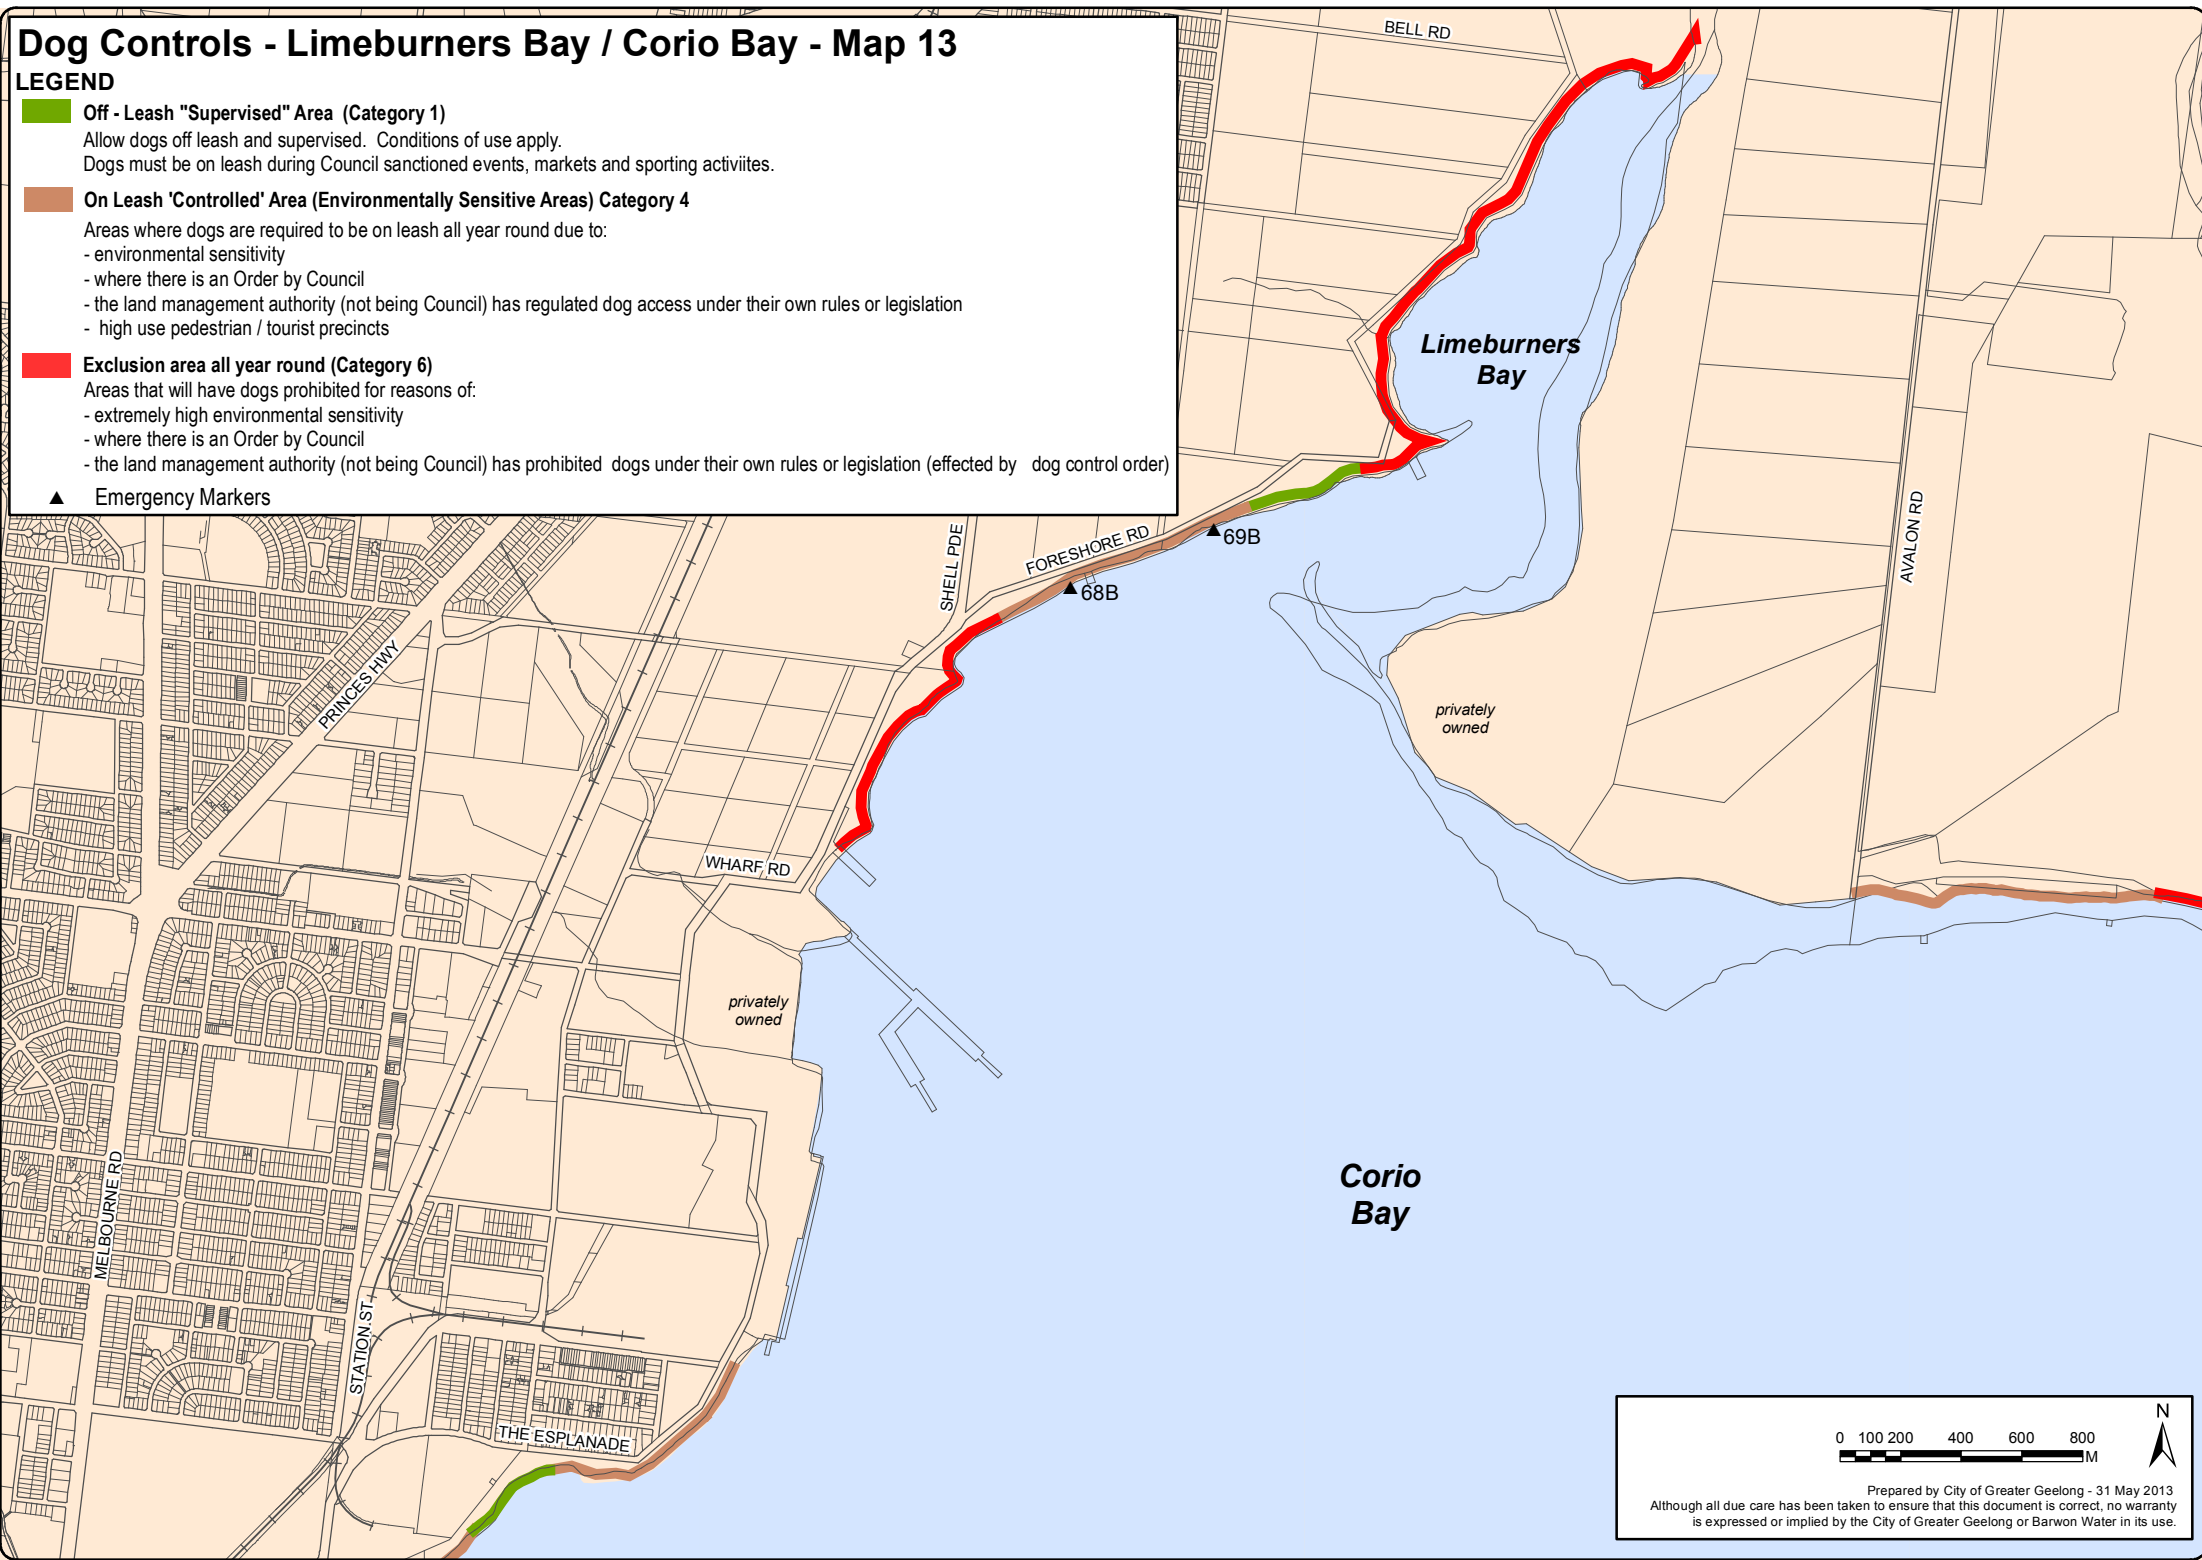 Dog Controls - Limeburners Bay / Corio Bay - Map 13
LEGEND
Off - Leash "Supervised" Area (Category 1)
Allow dogs off leash and supervised. Conditions of use apply.
Dogs must be on leash during Council sanctioned events, markets and sporting activiites.
On Leash 'Controlled' Area (Environmentally Sensitive Areas) Category 4
Areas where dogs are required to be on leash all year round due to:
- environmental sensitivity
- where there is an Order by Council
- the land management authority (not being Council) has regulated dog access under their own rules or legislation
- high use pedestrian / tourist precincts
Exclusion area all year round (Category 6)
Areas that will have dogs prohibited for reasons of:
- extremely high environmental sensitivity
- where there is an Order by Council
- the land management authority (not being Council) has prohibited dogs under their own rules or legislation (effected by dog control order)
Emergency Markers
BELL RD
Limeburners
Bay
AVALON RD
SHELL PDE
FORESHORE RD
69B
68B
PRINCES HWY
privately
owned
WHARF RD
privately
owned
Corio
Bay
MELBOURNE RD
STATION ST
THE ESPLANADE
N
0 100 200 400 600 800
M
Prepared by City of Greater Geelong - 31 May 2013
Although all due care has been taken to ensure that this document is correct, no warranty
is expressed or implied by the City of Greater Geelong or Barwon Water in its use.